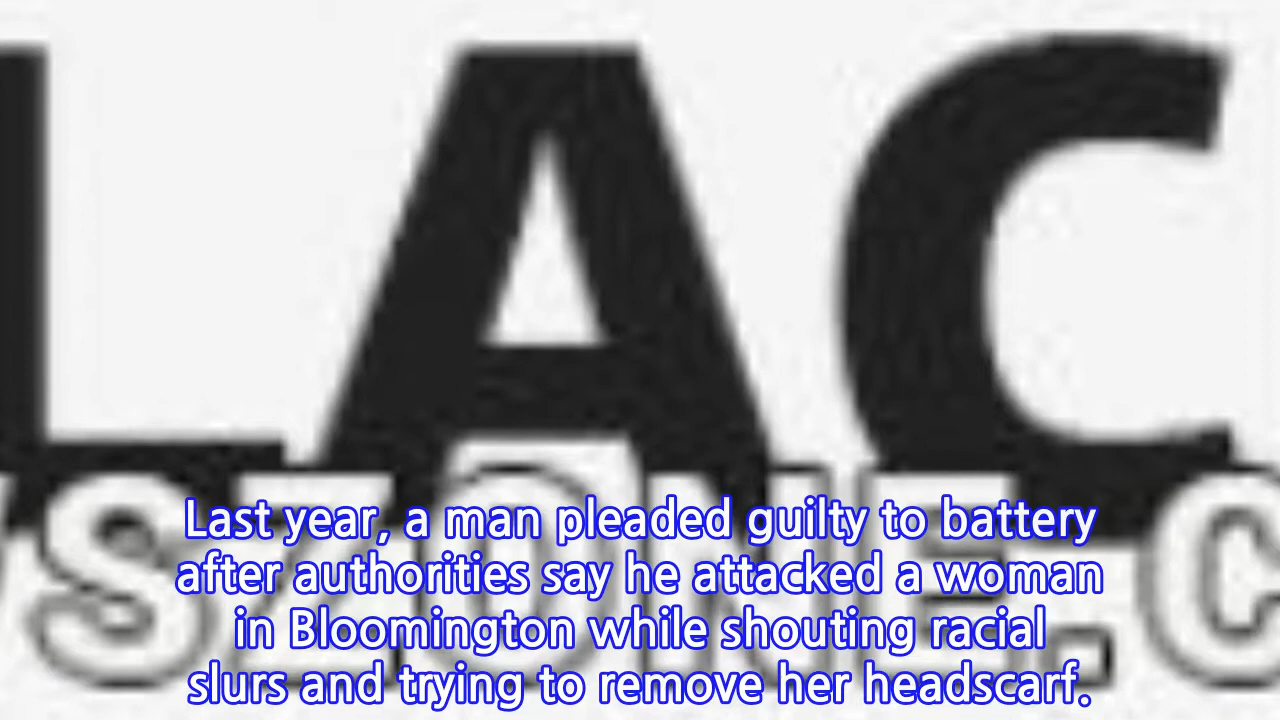 LAC
SZONE.C
Last year, a man pleaded guilty to battery
after authorities say he attacked a woman
in Bloomington while shouting racial
slurs and trying to remove her headscarf.